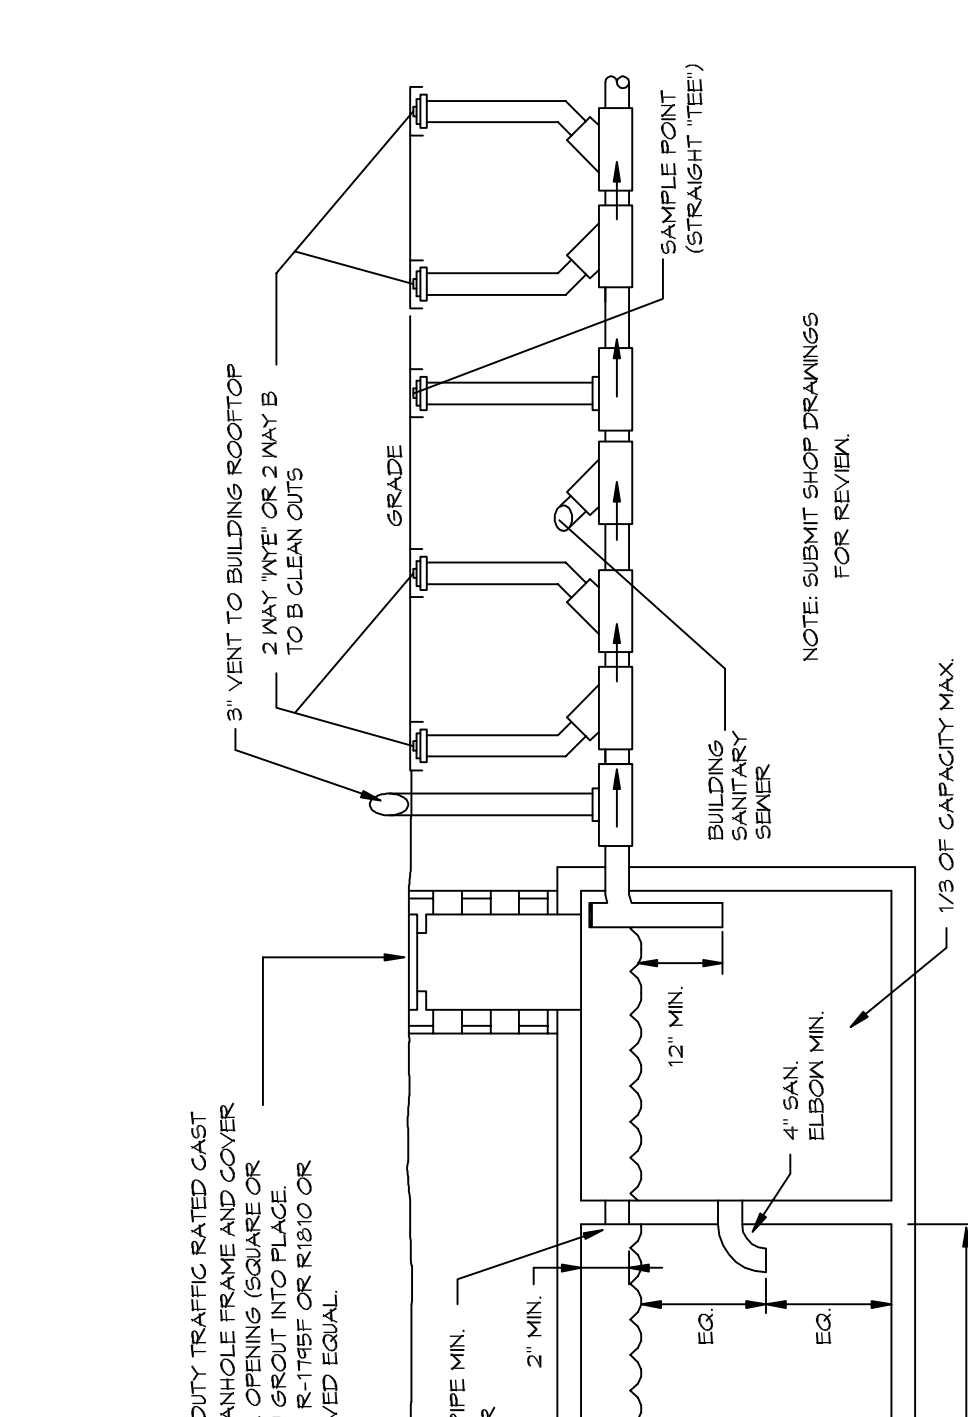 3" VENT TO BUILDING ROOFTOP
2 WAY "WYE" OR 2 WAY B
TO B CLEAN OUTS
GRADE
SAMPLE POINT
(STRAIGHT "TEE")
NOTE: SUBMIT SHOP DRAWINGS
FOR REVIEW.
BUILDING
SANITARY
SEWER
1/3 OF CAPACITY MAX.
12" MIN.
4" SAN.
ELBOW MIN.
DUTY TRAFFIC RATED CAST
ANHOLE FRAME AND COVER
OPENING (SQUARE OR
GROUT INTO PLACE.
R-1795F OR R1810 OR
VED EQUAL.
PIPE MIN.
R
2" MIN.
EQ.
EQ.